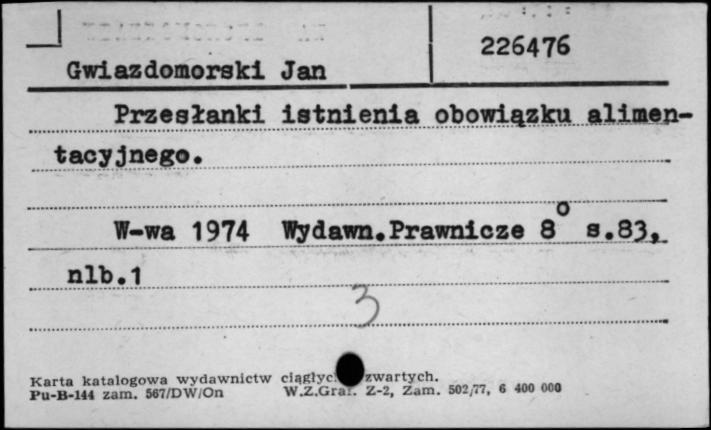 226476
Gwiazdomorski Jan
Przesłanki istnienia obowiązku alimen-
tacyjnego.
W-wa 1974 Wydawn.Prawnicze 8° s.83,
nlb.1
3
Karta katalogowa wydawnictw zwartych.
Pu-B-144 zam. 567/DW/On W.Z.Graf. Z-2, Zam. 502/77, 6 400 000